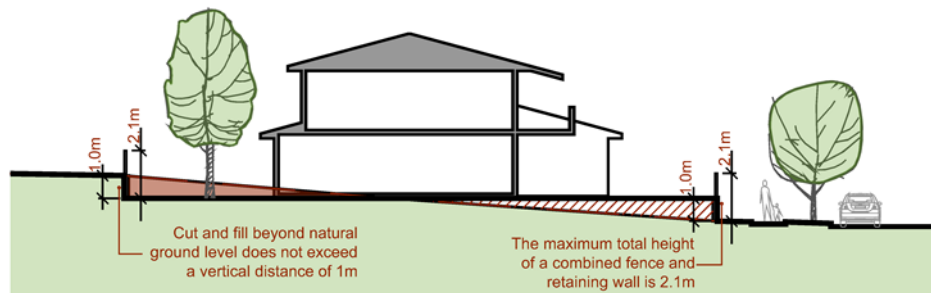 1.0m
2.1m
1.0m
2.1m
Cut and fill beyond natural
ground level does not exceed
a vertical distance of 1m
The maximum total height
of a combined fence and
retaining wall is 2.1m